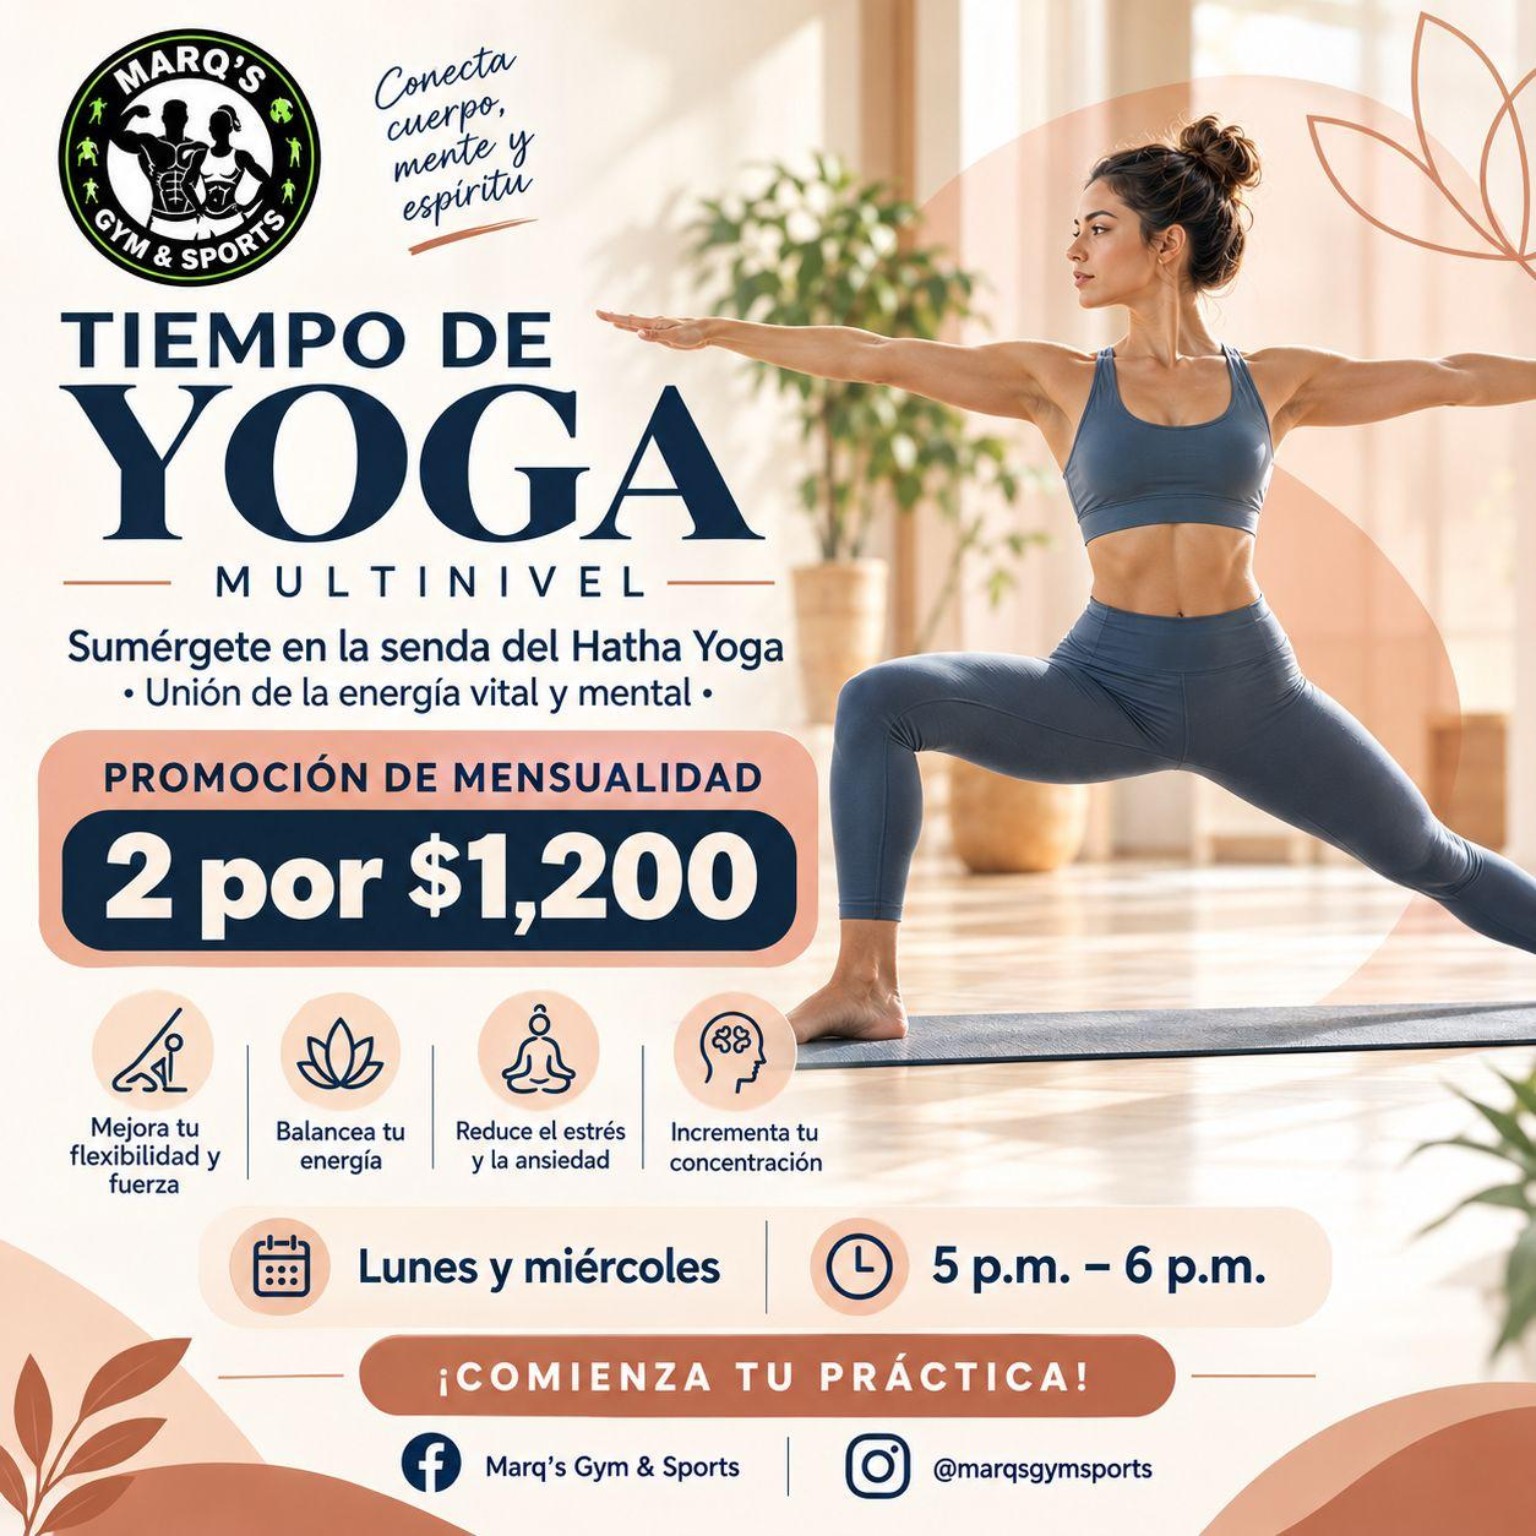 MARQ'S
GYM & SPORTS
Conecta
cuerpo,
mente y
espíritu
TIEMPO DE
YOGA
MULTINIVEL
Sumérgete en la senda del Hatha Yoga
• Unión de la energía vital y mental •
PROMOCIÓN DE MENSUALIDAD
2 por $1,200
Mejora tu
flexibilidad y
fuerza
Balancea tu
energía
Reduce el estrés
y la ansiedad
Incrementa tu
concentración
Lunes y miércoles
5 p.m. – 6 p.m.
¡COMIENZA TU PRÁCTICA!
Marq's Gym & Sports
@marqsgymsports